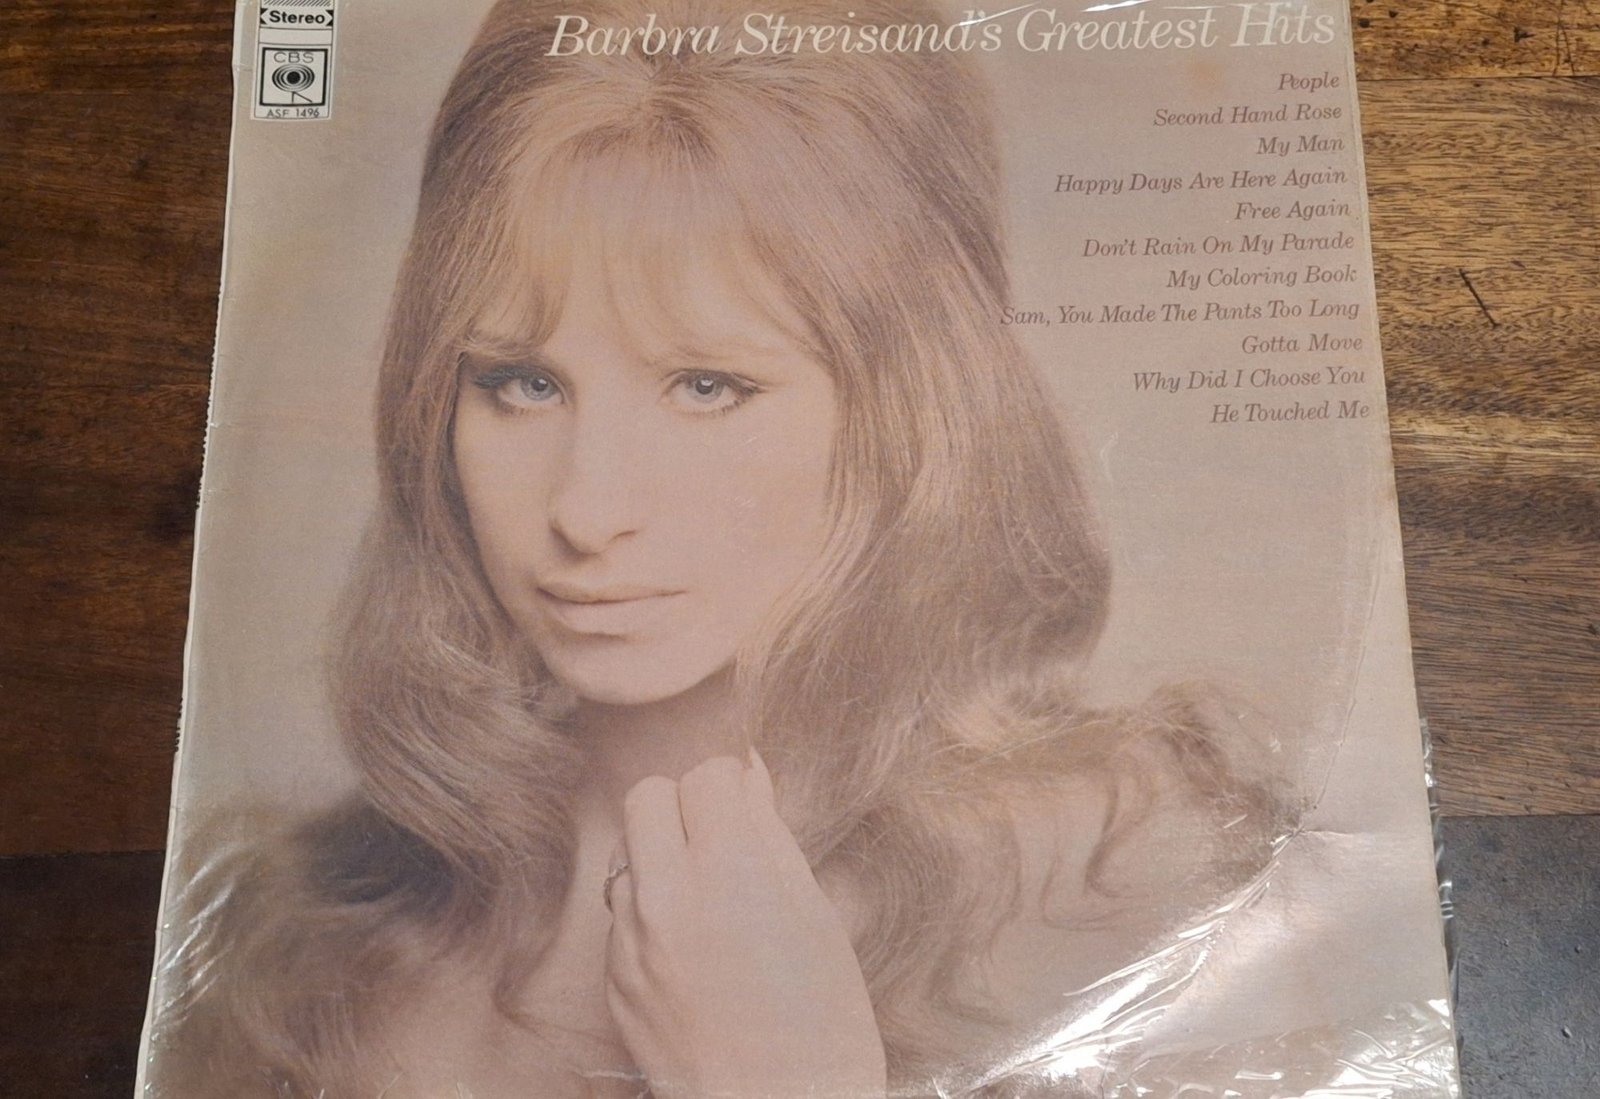 Stereo
CBS
ASF 1496
Barbra Streisand's Greatest Hits
People
Second Hand Rose
My Man
Happy Days Are Here Again
Free Again
Don't Rain On My Parade
My Coloring Book
Sam, You Made The Pants Too Long
Gotta Move
Why Did I Choose You
He Touched Me